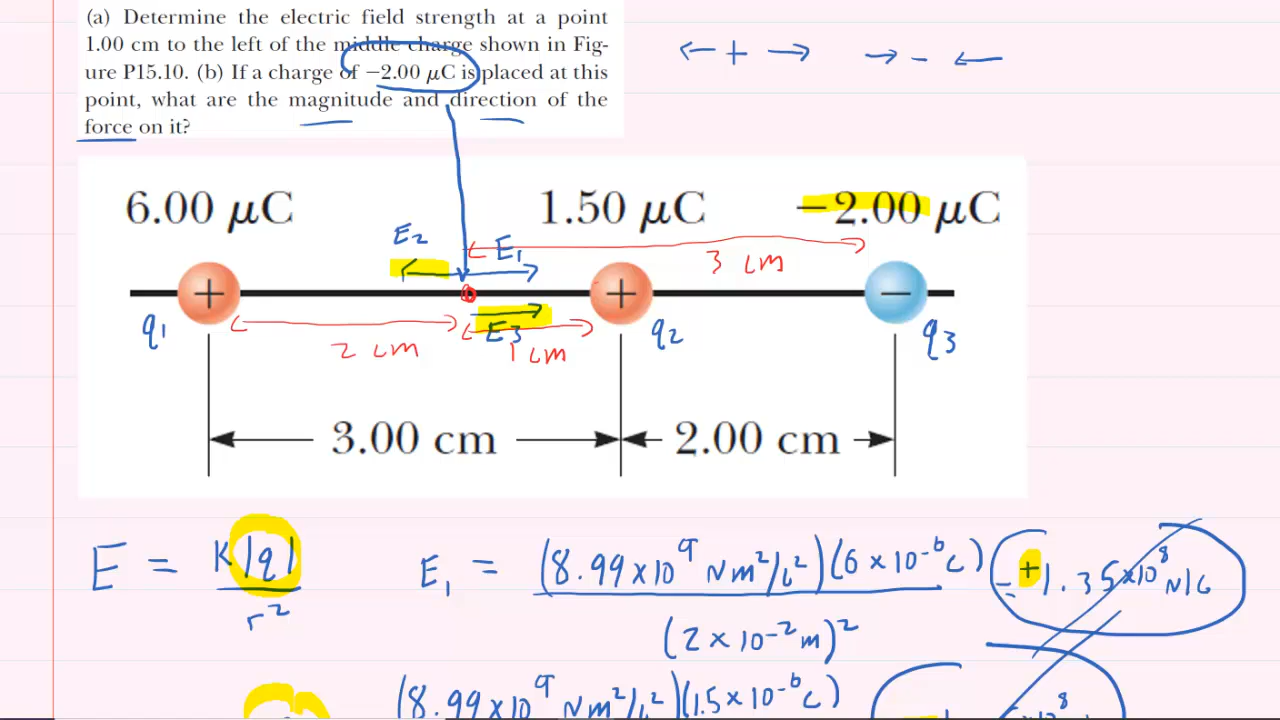 (a) Determine the electric field strength at a point
1.00 cm to the left of the middle charge shown in Fig-
ure P15.10. (b) If a charge of −2.00 μC is placed at this
point, what are the magnitude and direction of the
force on it?
← + → → - ←
6.00 μC 1.50 μC −2.00 μC
E2 E1
3 cm
+ + −
q1 E3 q2 q3
2 cm 1 cm
3.00 cm 2.00 cm
E = K|q| / r²
E1 = (8.99×10⁹ Nm²/C²)(6×10⁻⁶C) / (2×10⁻²m)² = +1.35×10⁸ N/C
(8.99×10⁹ Nm²/C²)(1.5×10⁻⁶C)